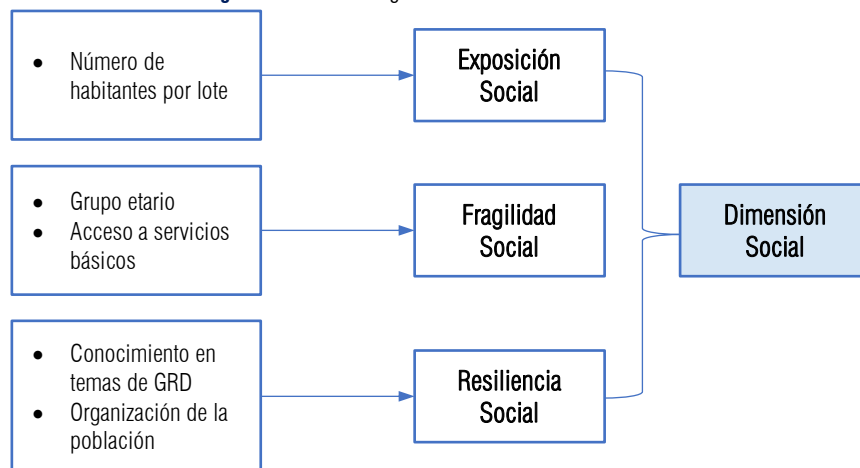 • Número de
habitantes por lote
Exposición
Social
• Grupo etario
• Acceso a servicios
básicos
Fragilidad
Social
Dimensión
Social
• Conocimiento en
temas de GRD
• Organización de la
población
Resiliencia
Social